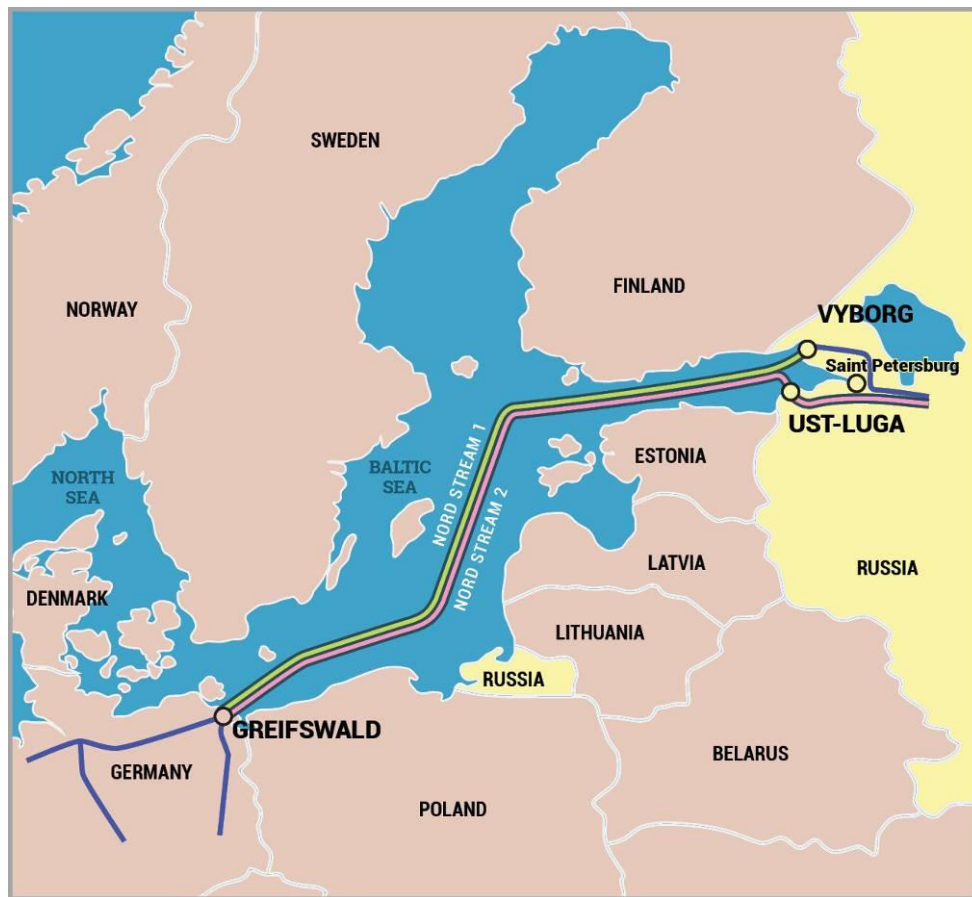 SWEDEN
FINLAND
NORWAY
VYBORG
Saint Petersburg
UST-LUGA
ESTONIA
NORTH
SEA
BALTIC
SEA
NORD STREAM 1
NORD STREAM 2
LATVIA
RUSSIA
DENMARK
LITHUANIA
RUSSIA
GREIFSWALD
BELARUS
GERMANY
POLAND